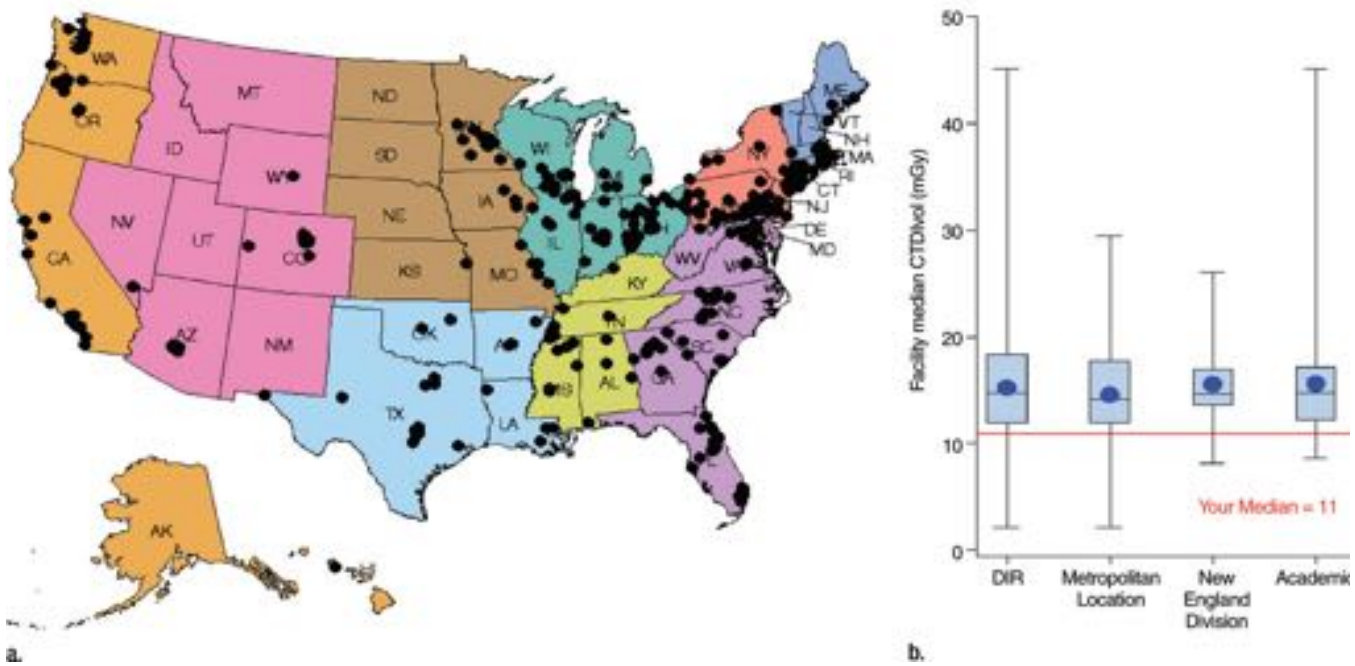 WA
MT
ND
ME
OR
ID
SD
WI
NY
VT
NH
MA
WY
IA
RI
CT
NV
NE
NJ
UT
CO
IL
DE
MD
CA
KS
MO
WV
KY
AZ
NM
OK
TN
NC
SC
TX
MS
AL
GA
LA
AK
a.
50
40
30
20
10
0
Facility median CTDIvol (mGy)
Your Median = 11
DIR
Metropolitan
Location
New
England
Division
Academic
b.